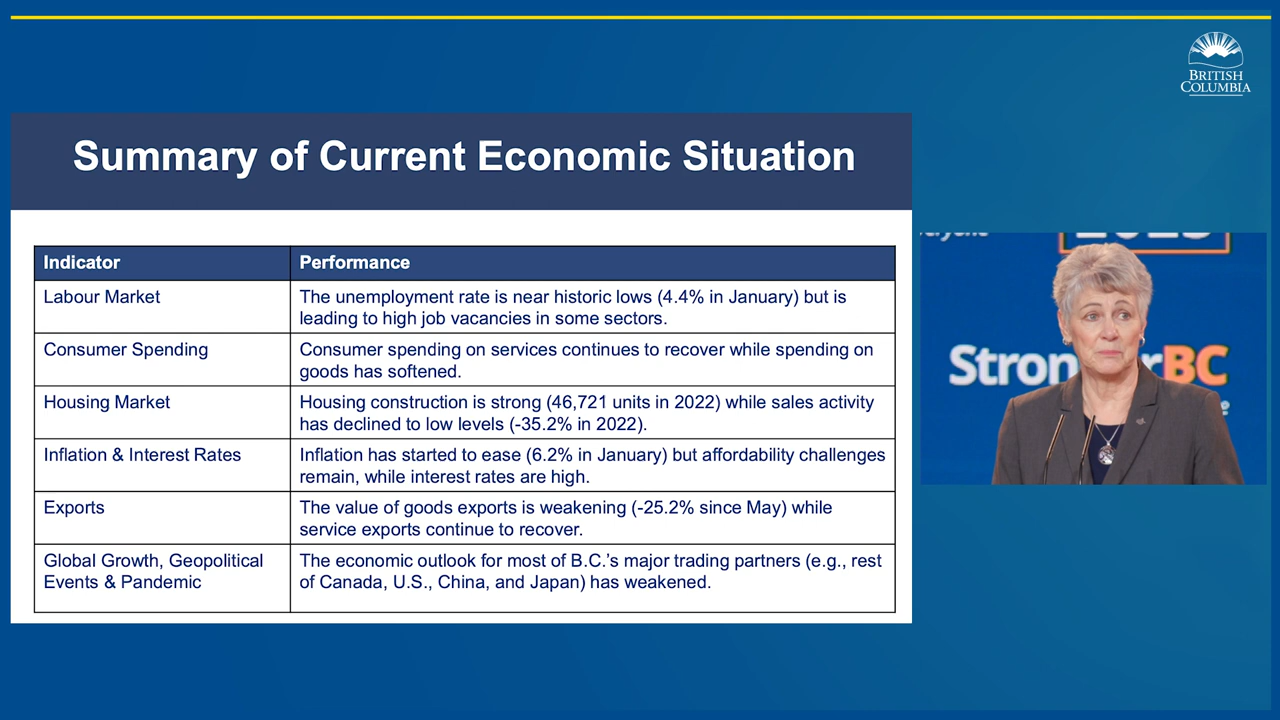 BRITISH
COLUMBIA
Summary of Current Economic Situation
Indicator
Performance
Labour Market
The unemployment rate is near historic lows (4.4% in January) but is
leading to high job vacancies in some sectors.
Consumer Spending
Consumer spending on services continues to recover while spending on
goods has softened.
Housing Market
Housing construction is strong (46,721 units in 2022) while sales activity
has declined to low levels (-35.2% in 2022).
Inflation & Interest Rates
Inflation has started to ease (6.2% in January) but affordability challenges
remain, while interest rates are high.
Exports
The value of goods exports is weakening (-25.2% since May) while
service exports continue to recover.
Global Growth, Geopolitical
Events & Pandemic
The economic outlook for most of B.C.’s major trading partners (e.g., rest
of Canada, U.S., China, and Japan) has weakened.
2023
BC